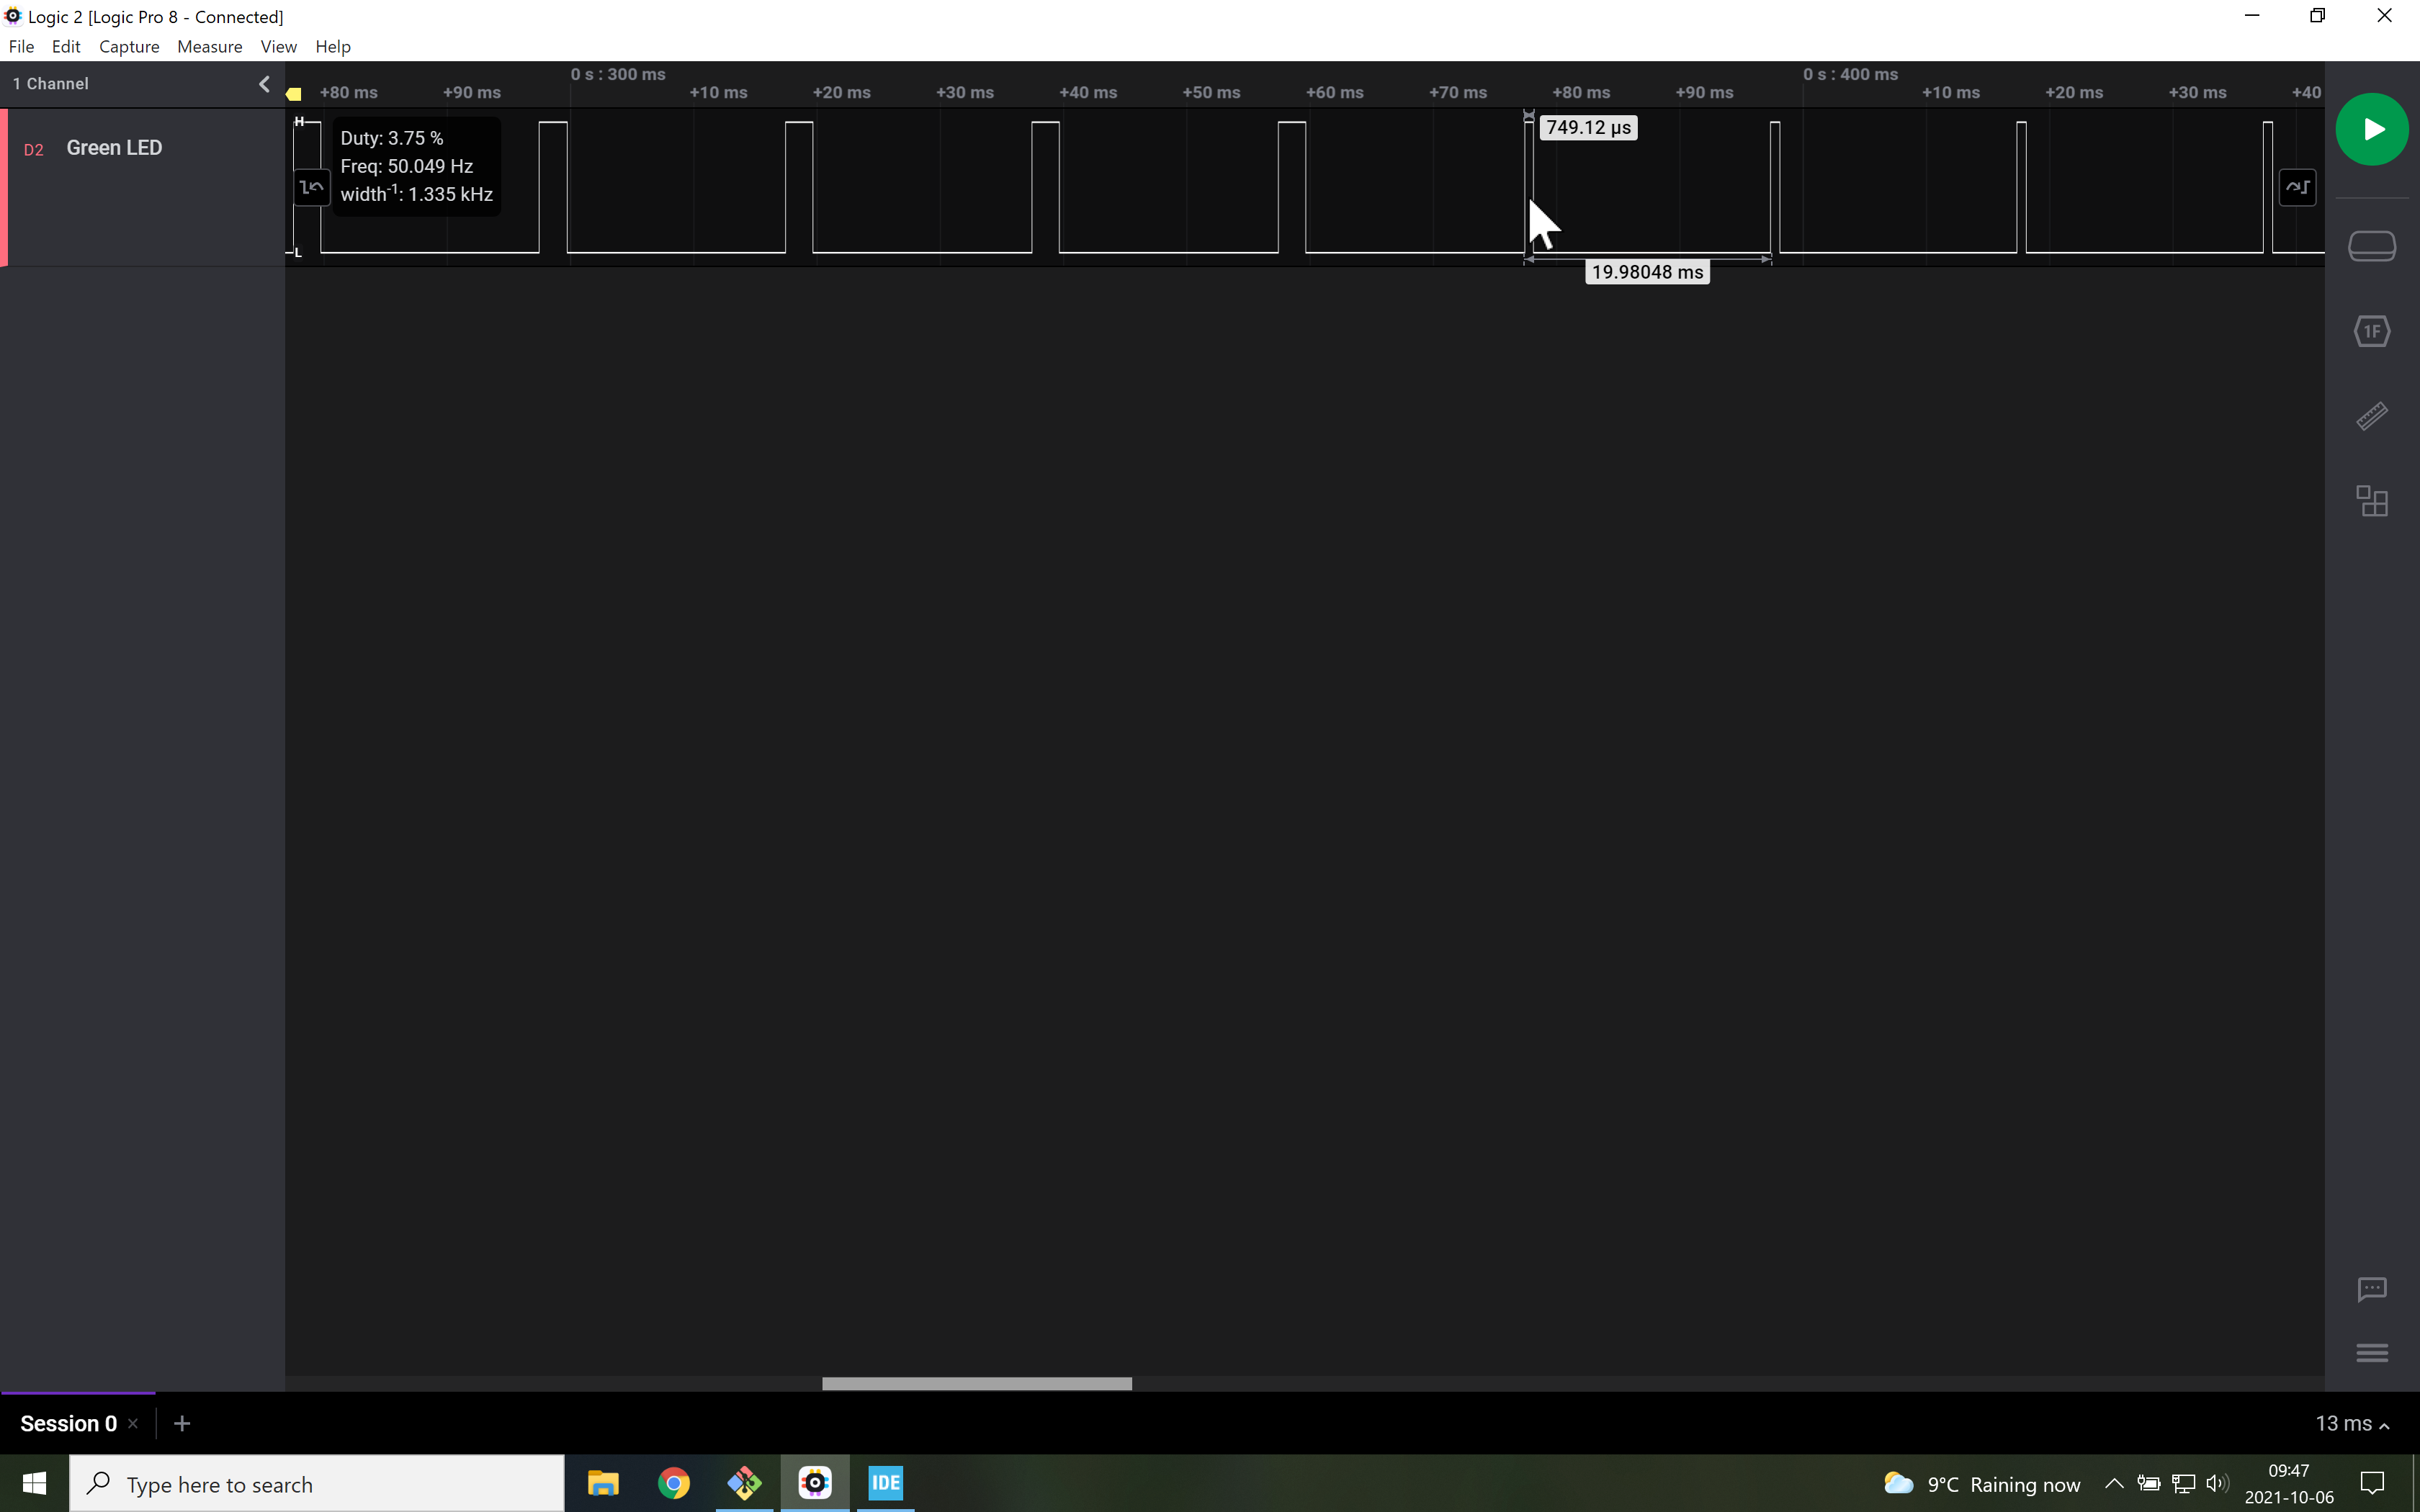 Logic 2 [Logic Pro 8 - Connected]
File Edit Capture Measure View Help
1 Channel
0 s : 300 ms 0 s : 400 ms
+80 ms +90 ms +10 ms +20 ms +30 ms +40 ms +50 ms +60 ms +70 ms +80 ms +90 ms +10 ms +20 ms +30 ms +40
H
D2 Green LED
Duty: 3.75 %
Freq: 50.049 Hz
width-1: 1.335 kHz
749.12 µs
L
19.98048 ms
1F
Session 0
13 ms
Type here to search
IDE
9°C Raining now
09:47
2021-10-06